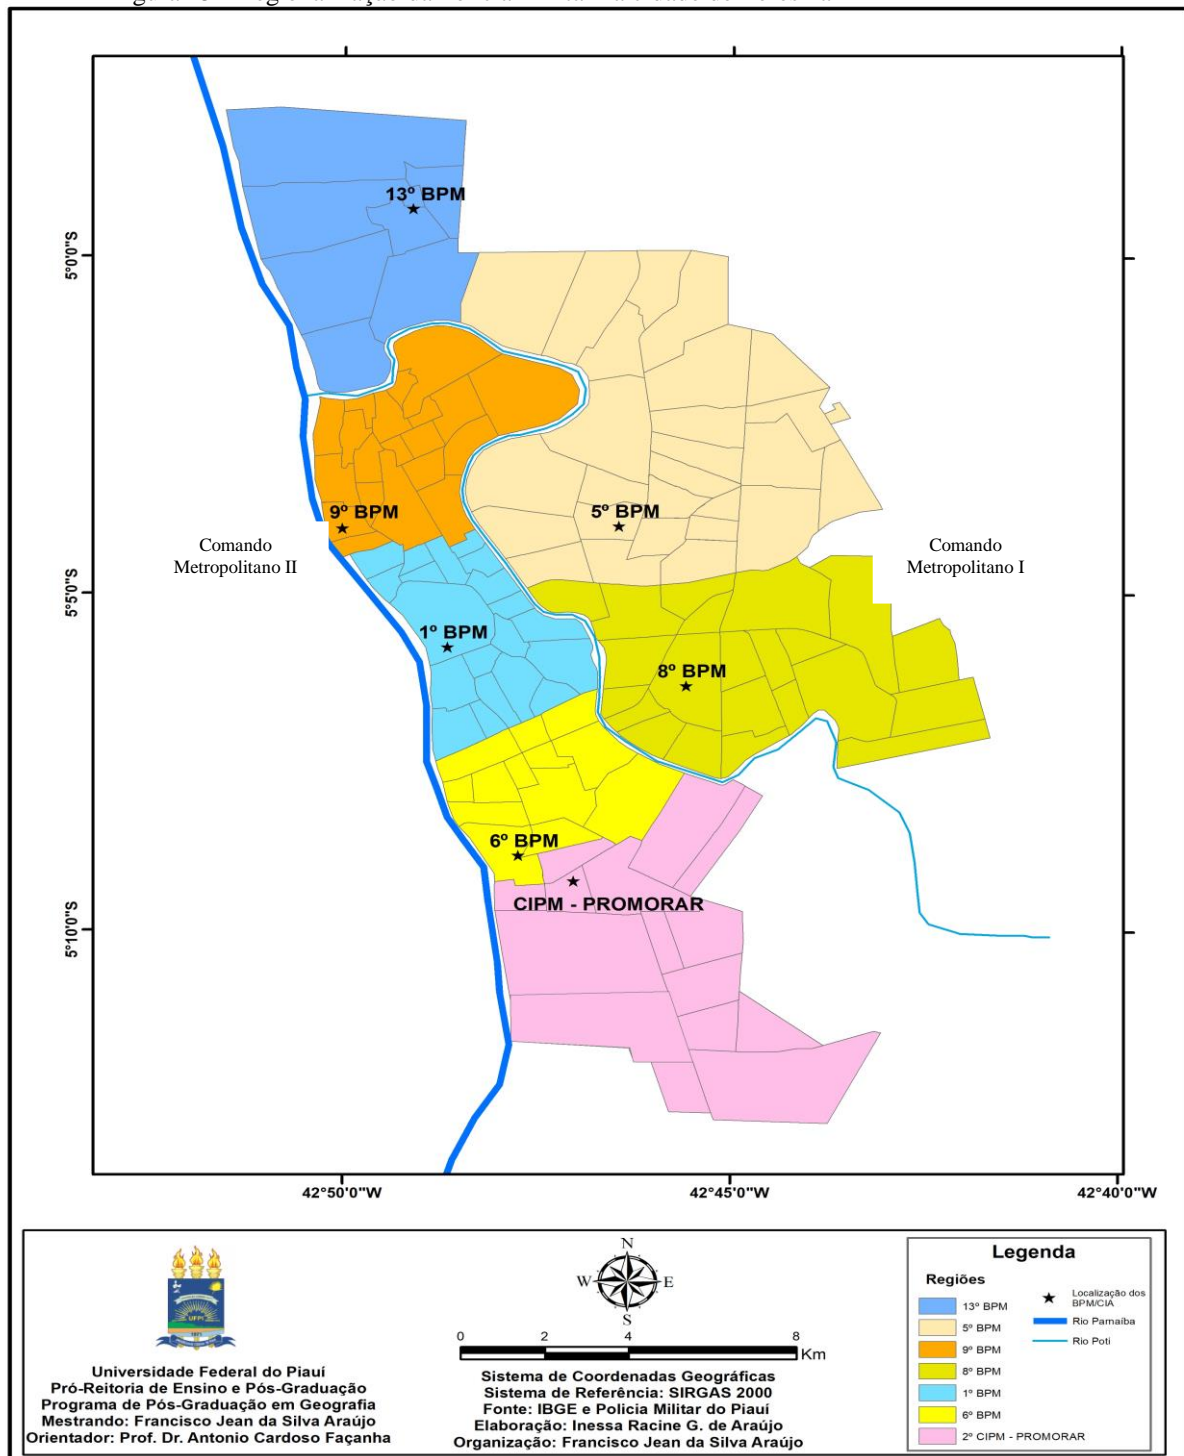 13º BPM
5º0'0"S
9º BPM
5º BPM
Comando
Metropolitano II
Comando
Metropolitano I
5º5'0"S
1º BPM
8º BPM
6º BPM
CIPM - PROMORAR
5º10'0"S
42°50'0"W
42°45'0"W
42°40'0"W
UFPI
1971
Universidade Federal do Piauí
Pró-Reitoria de Ensino e Pós-Graduação
Programa de Pós-Graduação em Geografia
Mestrando: Francisco Jean da Silva Araújo
Orientador: Prof. Dr. Antonio Cardoso Façanha
N
W E
S
0 2 4 8
Km
Sistema de Coordenadas Geográficas
Sistema de Referência: SIRGAS 2000
Fonte: IBGE e Policia Militar do Piauí
Elaboração: Inessa Racine G. de Araújo
Organização: Francisco Jean da Silva Araújo
Legenda
Regiões
13º BPM
5º BPM
9º BPM
8º BPM
1º BPM
6º BPM
2º CIPM - PROMORAR
Localização dos
BPM/CIA
Rio Parnaíba
Rio Poti